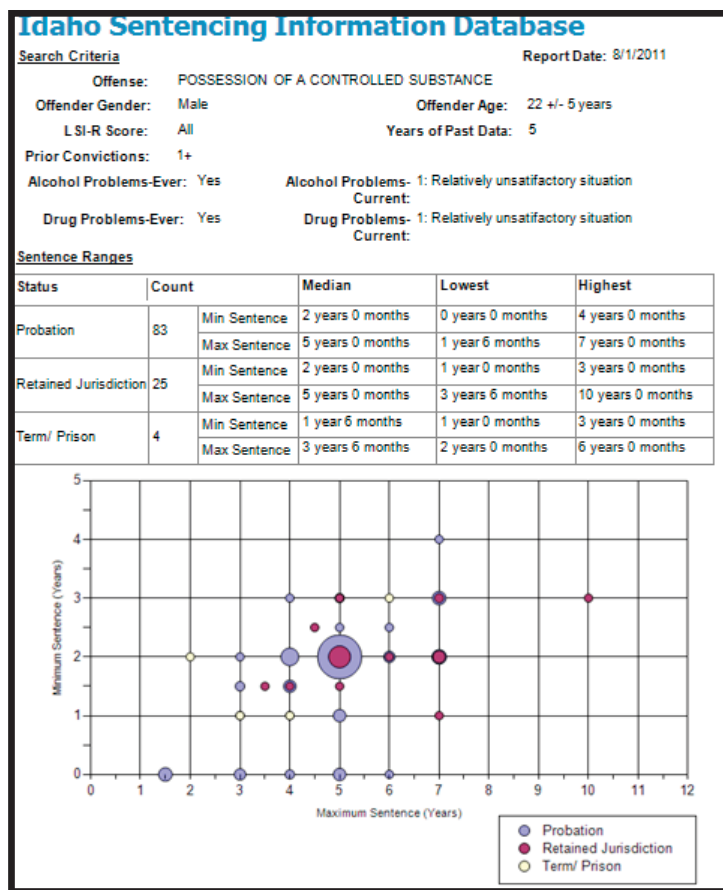 Idaho Sentencing Information Database
Search Criteria Report Date: 8/1/2011
Offense: POSSESSION OF A CONTROLLED SUBSTANCE
Offender Gender: Male Offender Age: 22 +/- 5 years
LSI-R Score: All Years of Past Data: 5
Prior Convictions: 1+
Alcohol Problems-Ever: Yes Alcohol Problems- 1: Relatively unsatifactory situation
Current:
Drug Problems-Ever: Yes Drug Problems- 1: Relatively unsatifactory situation
Current:
Sentence Ranges
Status Count Median Lowest Highest
Probation 83 Min Sentence 2 years 0 months 0 years 0 months 4 years 0 months
Max Sentence 5 years 0 months 1 year 6 months 7 years 0 months
Retained Jurisdiction 25 Min Sentence 2 years 0 months 1 year 0 months 3 years 0 months
Max Sentence 5 years 0 months 3 years 6 months 10 years 0 months
Term/ Prison 4 Min Sentence 1 year 6 months 1 year 0 months 3 years 0 months
Max Sentence 3 years 6 months 2 years 0 months 6 years 0 months
5
4
3
2
1
0
Minimum Sentence (Years)
0 1 2 3 4 5 6 7 8 9 10 11 12
Maximum Sentence (Years)
Probation
Retained Jurisdiction
Term/ Prison